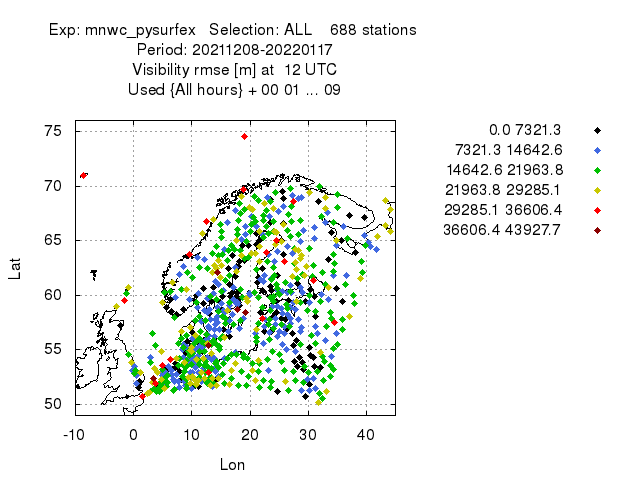 Exp: mnwc_pysurfex   Selection: ALL    688 stations
Period: 20211208-20220117
Visibility rmse [m] at  12 UTC
Used {All hours} + 00 01 ... 09
0.0 7321.3
7321.3 14642.6
14642.6 21963.8
21963.8 29285.1
29285.1 36606.4
36606.4 43927.7
75
70
65
60
55
50
Lat
-10 0 10 20 30 40
Lon